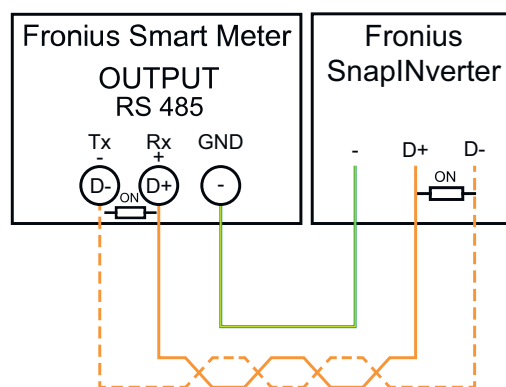 Fronius Smart Meter
OUTPUT
RS 485
Tx Rx GND
- +
D- D+ -
ON
Fronius
SnapINverter
- D+ D-
ON